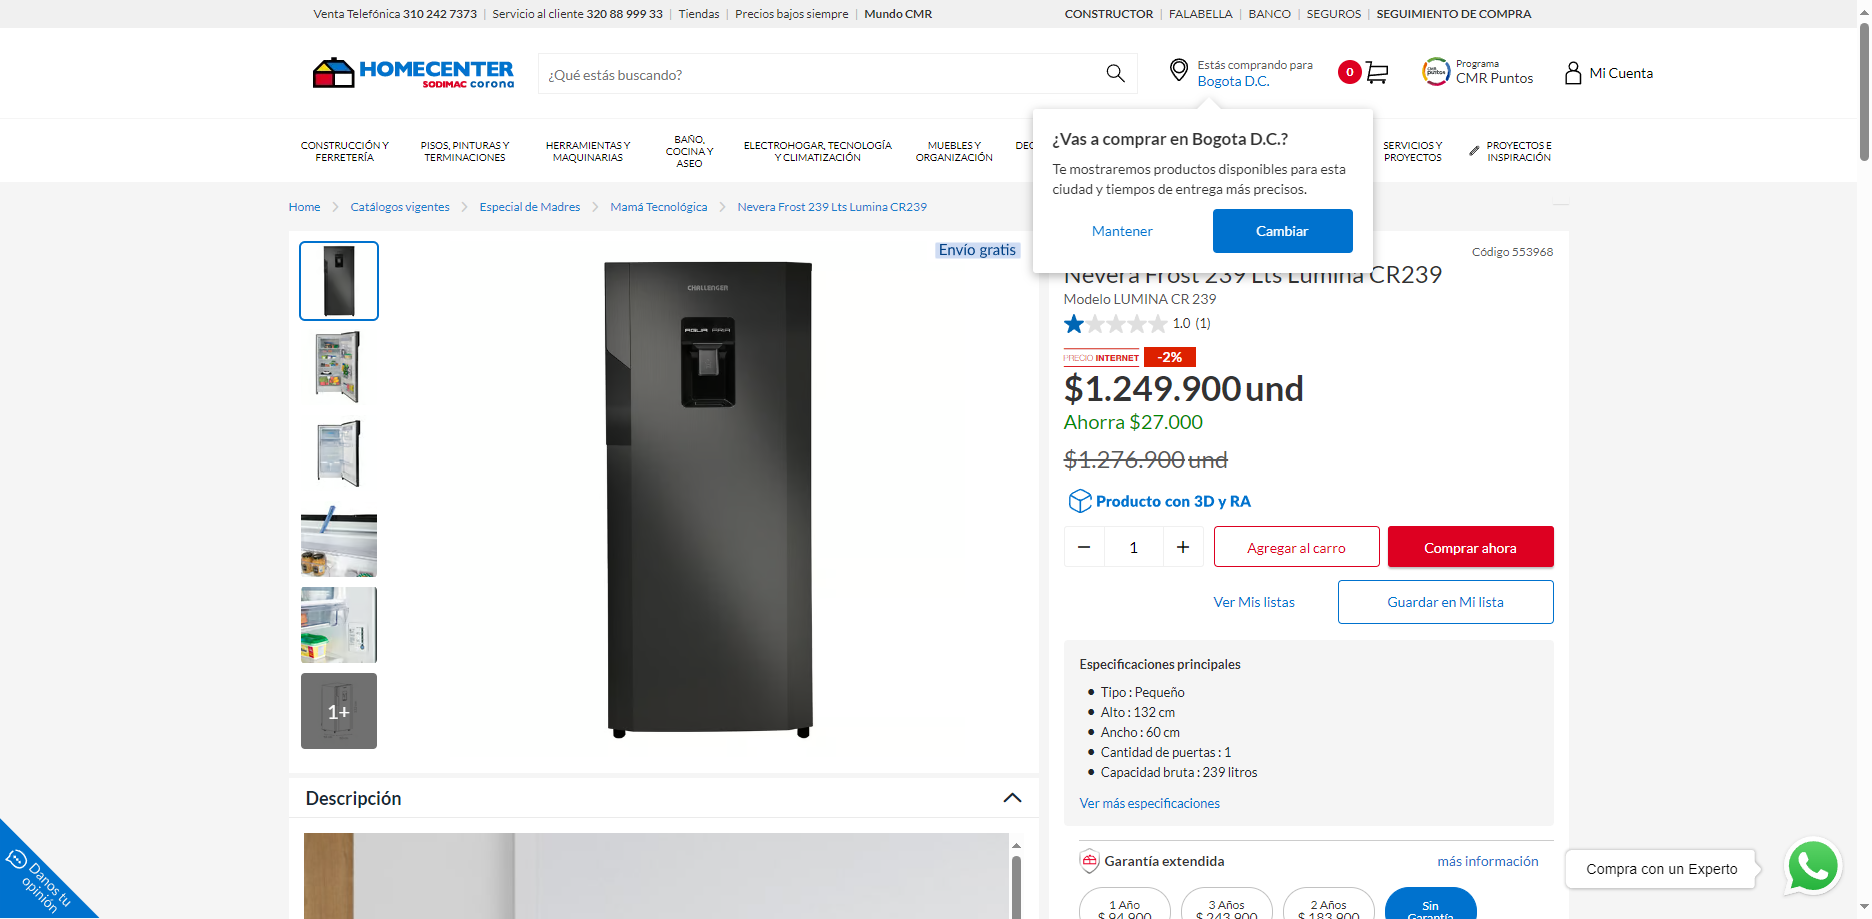 Venta Telefónica 310 242 7373 | Servicio al cliente 320 88 999 33 | Tiendas | Precios bajos siempre | Mundo CMR
CONSTRUCTOR | FALABELLA | BANCO | SEGUROS | SEGUIMIENTO DE COMPRA
HOMECENTER
SODIMAC corona
¿Qué estás buscando?
Estás comprando para
Bogota D.C.
0
Programa
CMR Puntos
Mi Cuenta
CONSTRUCCIÓN Y
FERRETERÍA
PISOS, PINTURAS Y
TERMINACIONES
HERRAMIENTAS Y
MAQUINARIAS
BAÑO,
COCINA Y
ASEO
ELECTROHOGAR, TECNOLOGÍA
Y CLIMATIZACIÓN
MUEBLES Y
ORGANIZACIÓN
SERVICIOS Y
PROYECTOS
PROYECTOS E
INSPIRACIÓN
¿Vas a comprar en Bogota D.C.?
Te mostraremos productos disponibles para esta
ciudad y tiempos de entrega más precisos.
Mantener
Cambiar
Home > Catálogos vigentes > Especial de Madres > Mamá Tecnológica > Nevera Frost 239 Lts Lumina CR239
Envío gratis
CHALLENGER
AGUA FRIA
1+
Código 553968
Nevera Frost 239 Lts Lumina CR239
Modelo LUMINA CR 239
1.0 (1)
PRECIO INTERNET
-2%
$1.249.900 und
Ahorra $27.000
$1.276.900 und
Producto con 3D y RA
− 1 +
Agregar al carro
Comprar ahora
Ver Mis listas
Guardar en Mi lista
Especificaciones principales
• Tipo : Pequeño
• Alto : 132 cm
• Ancho : 60 cm
• Cantidad de puertas : 1
• Capacidad bruta : 239 litros
Ver más especificaciones
Descripción
Garantía extendida
más información
1 Año
$ 94.900
3 Años
$ 243.900
2 Años
$ 183.900
Sin
Garantía
Danos tu
opinión
Compra con un Experto